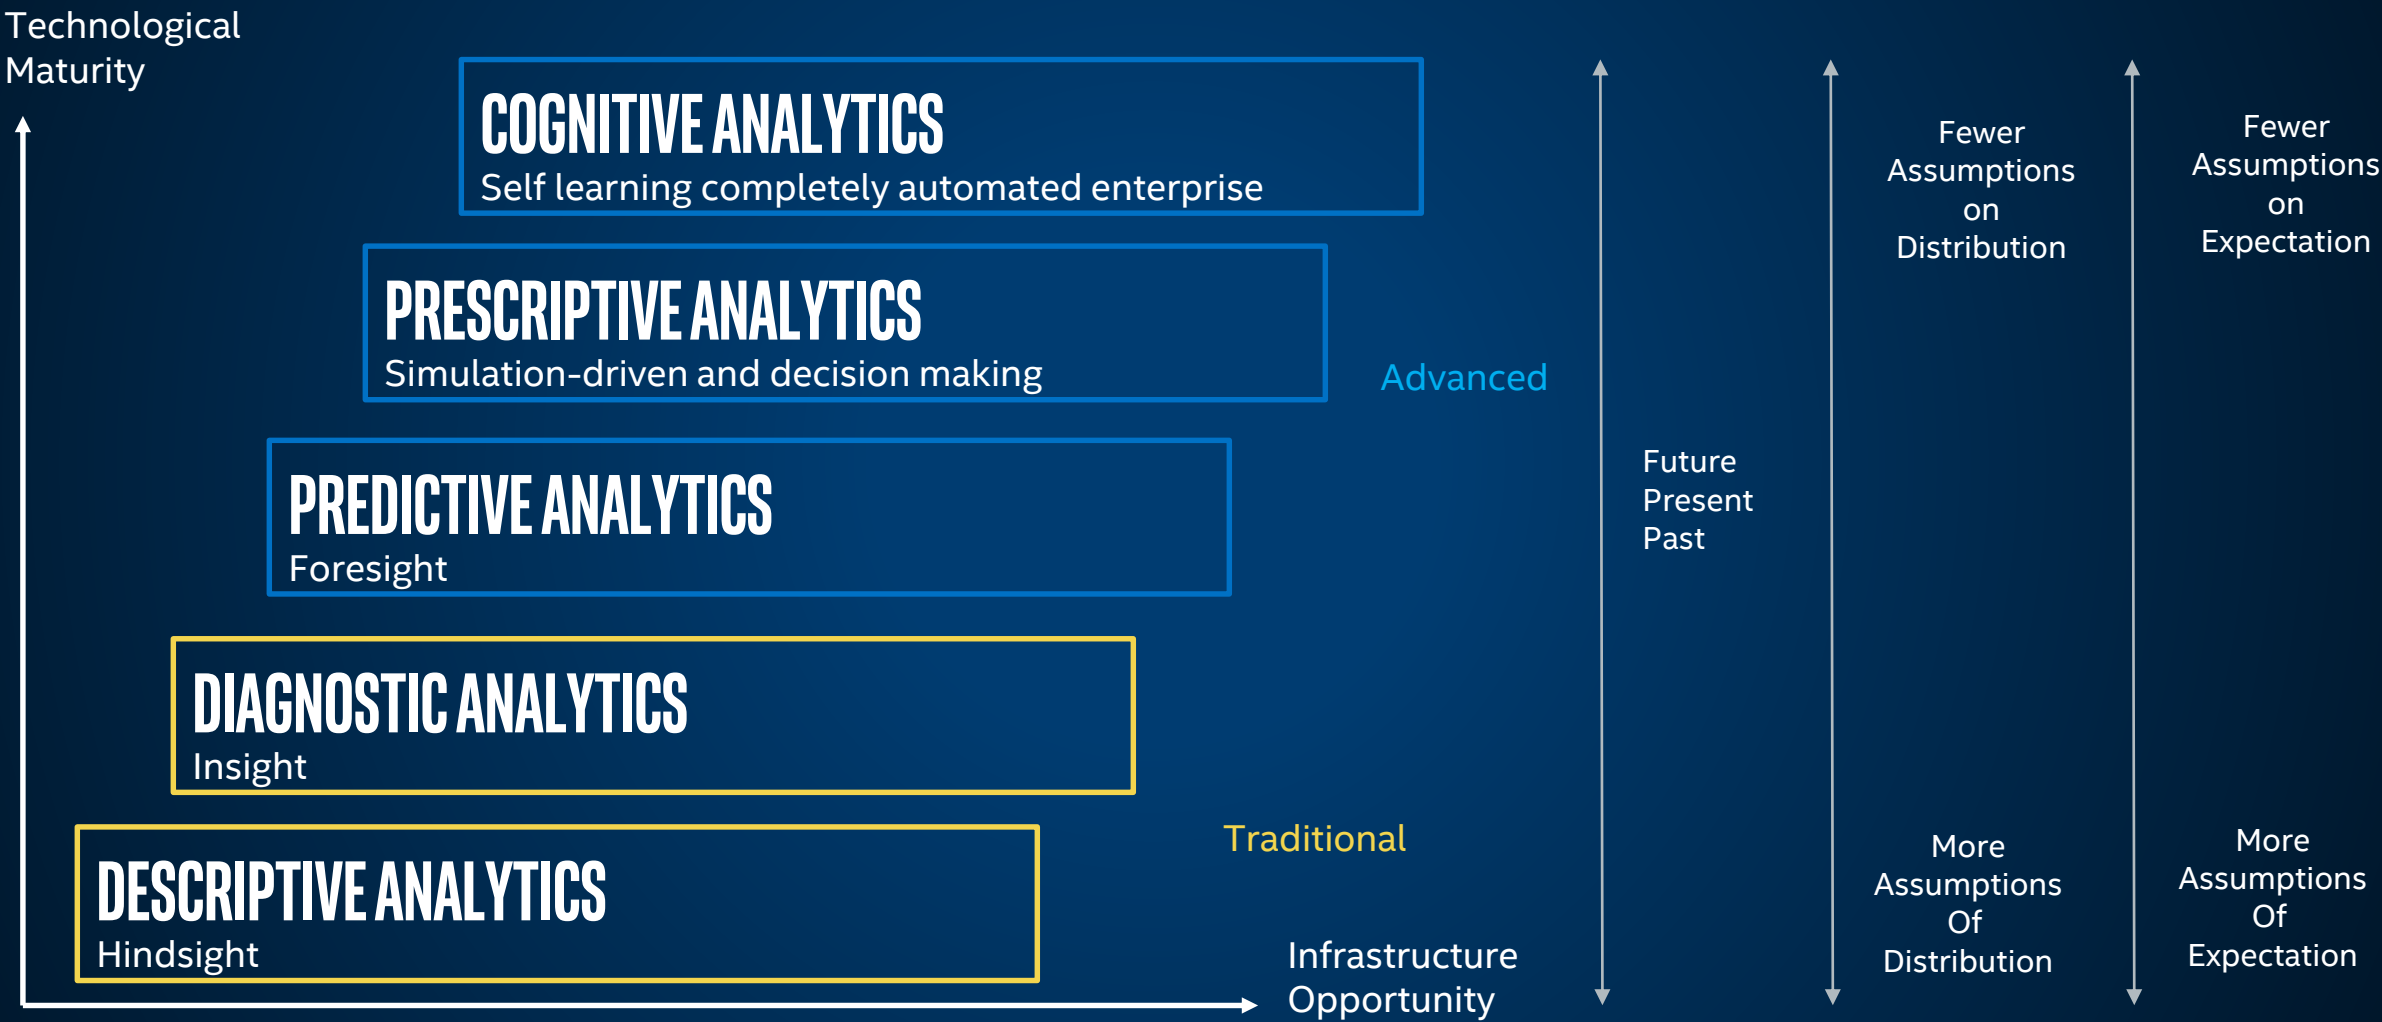 Technological
Maturity
COGNITIVE ANALYTICS
Self learning completely automated enterprise
PRESCRIPTIVE ANALYTICS
Simulation-driven and decision making
Advanced
PREDICTIVE ANALYTICS
Foresight
DIAGNOSTIC ANALYTICS
Insight
Traditional
DESCRIPTIVE ANALYTICS
Hindsight
Infrastructure
Opportunity
Future
Present
Past
Fewer
Assumptions
on
Distribution
More
Assumptions
Of
Distribution
Fewer
Assumptions
on
Expectation
More
Assumptions
Of
Expectation